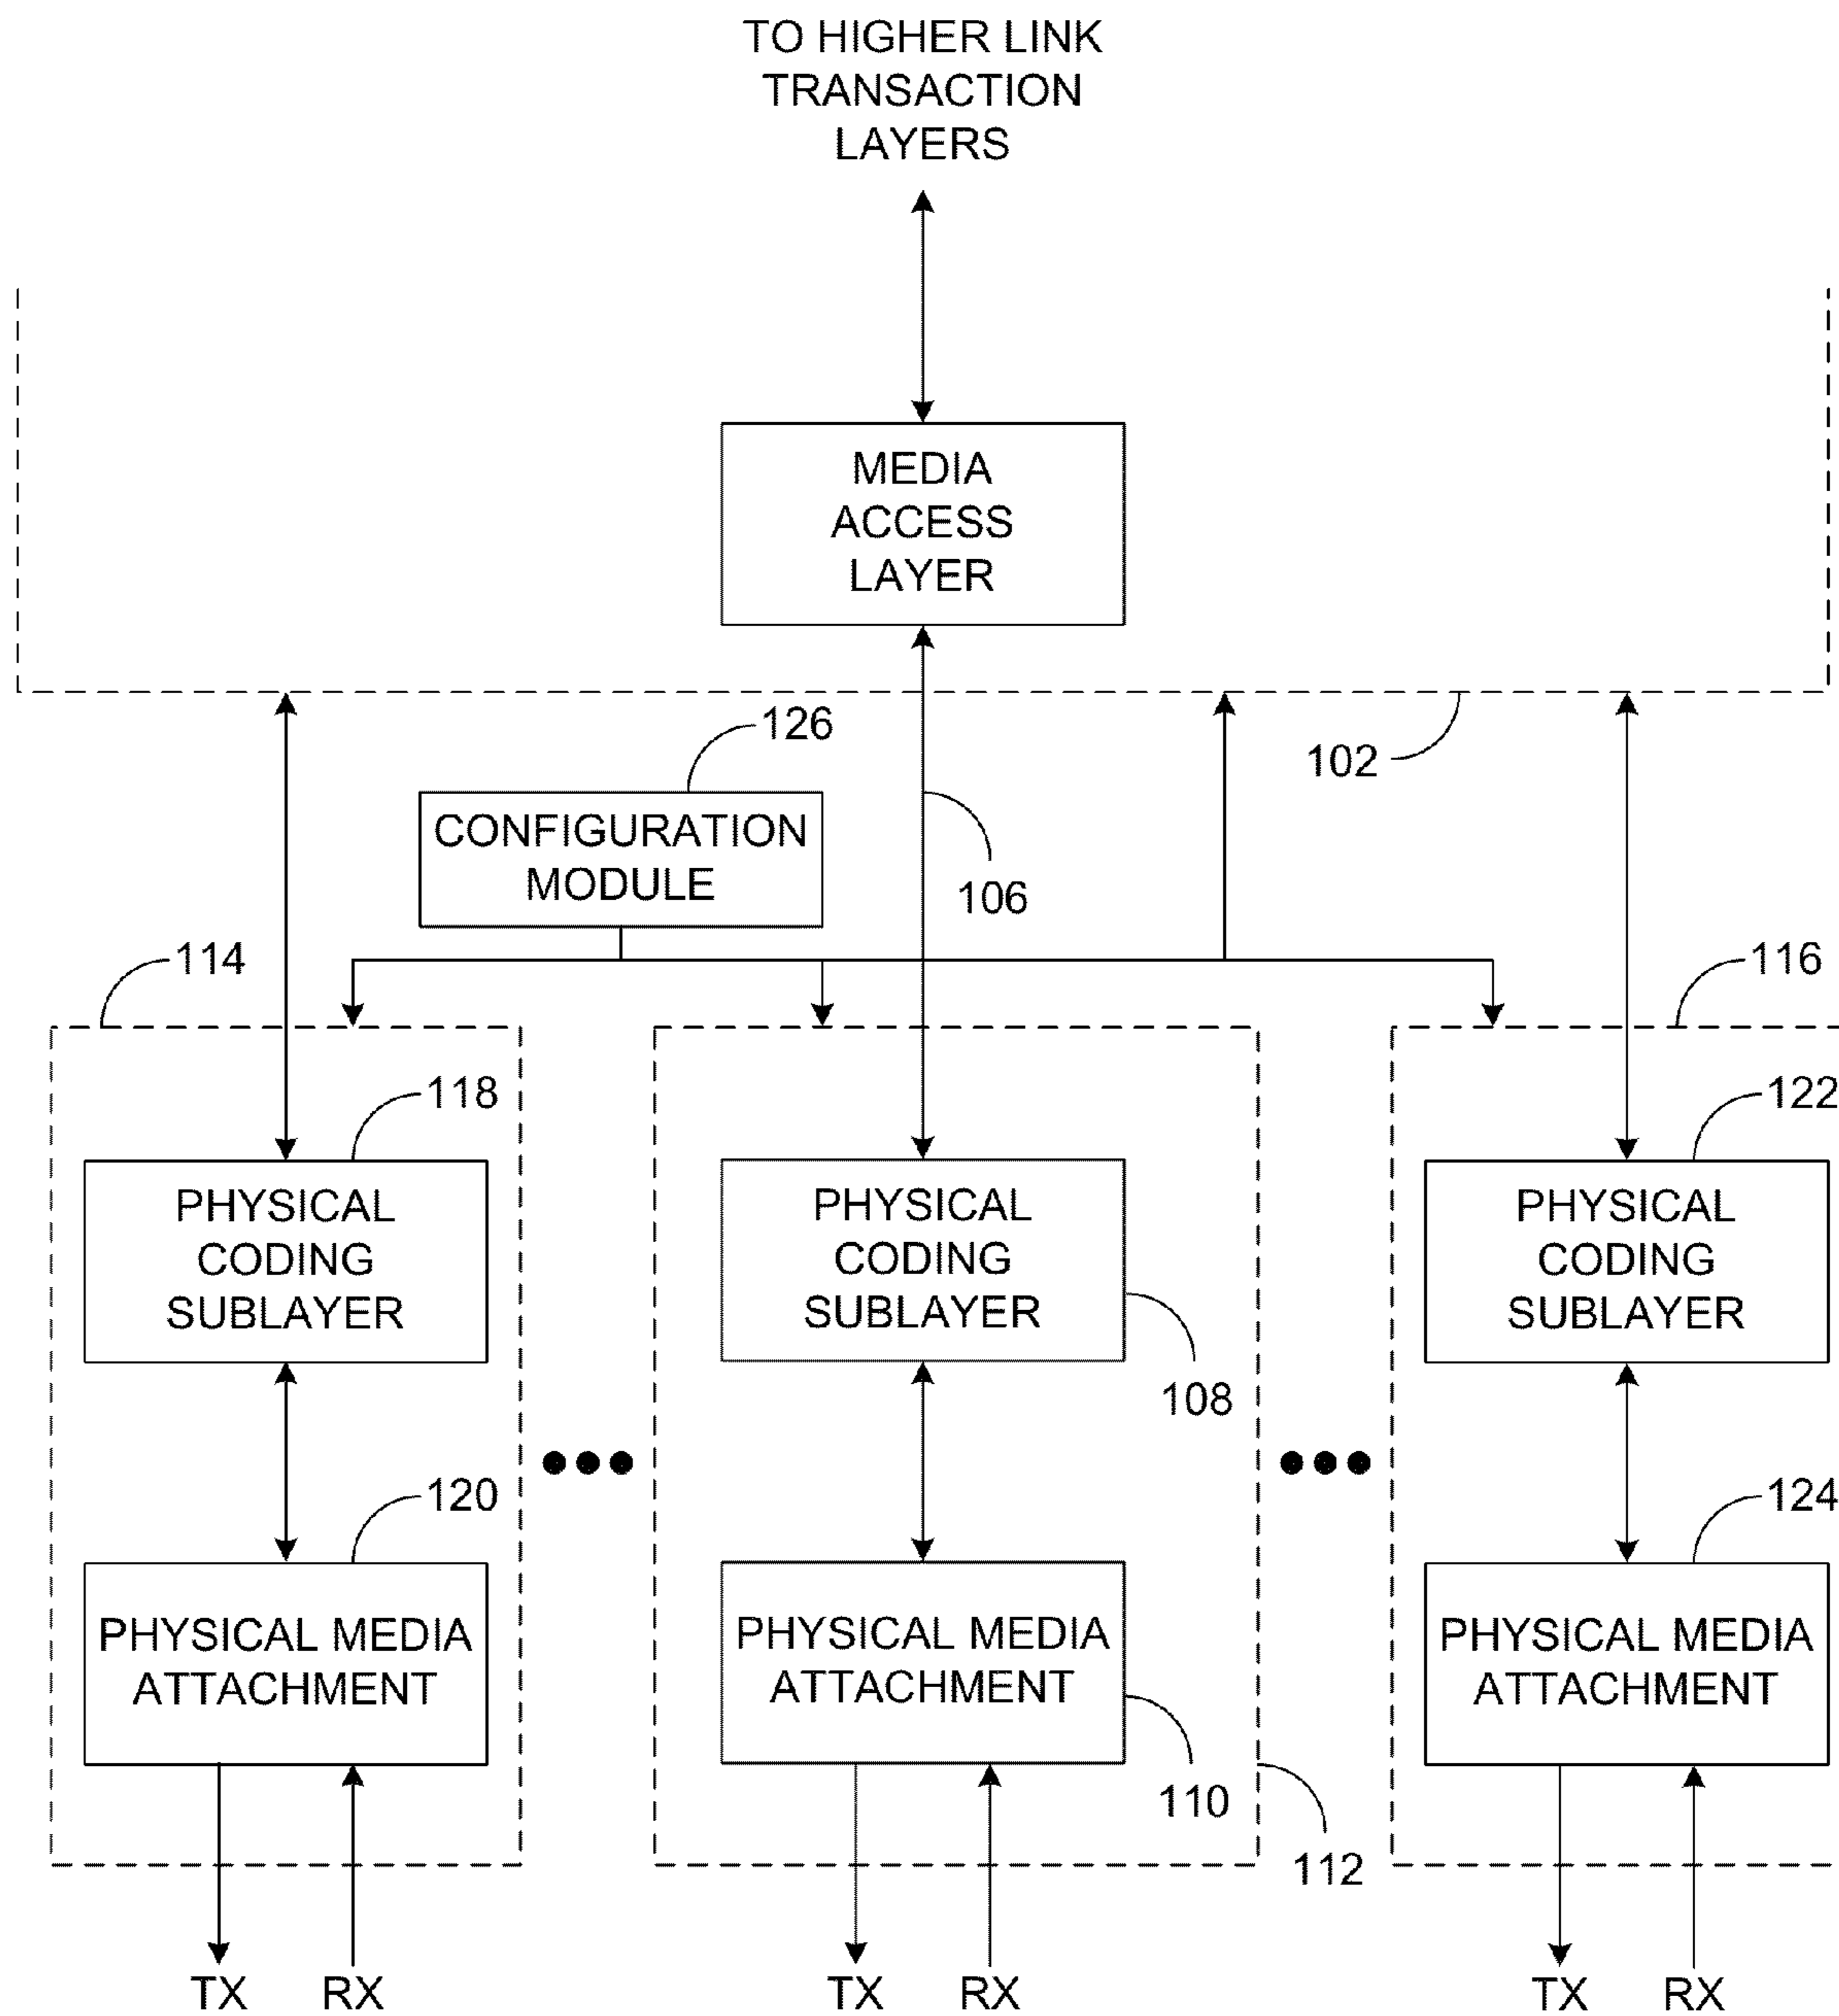 TO HIGHER LINK
TRANSACTION
LAYERS
MEDIA
ACCESS
LAYER
126
102
CONFIGURATION
MODULE
106
114
116
118
122
PHYSICAL
CODING
SUBLAYER
PHYSICAL
CODING
SUBLAYER
108
PHYSICAL
CODING
SUBLAYER
120
124
PHYSICAL MEDIA
ATTACHMENT
PHYSICAL MEDIA
ATTACHMENT
110
112
PHYSICAL MEDIA
ATTACHMENT
TX RX
TX RX
TX RX